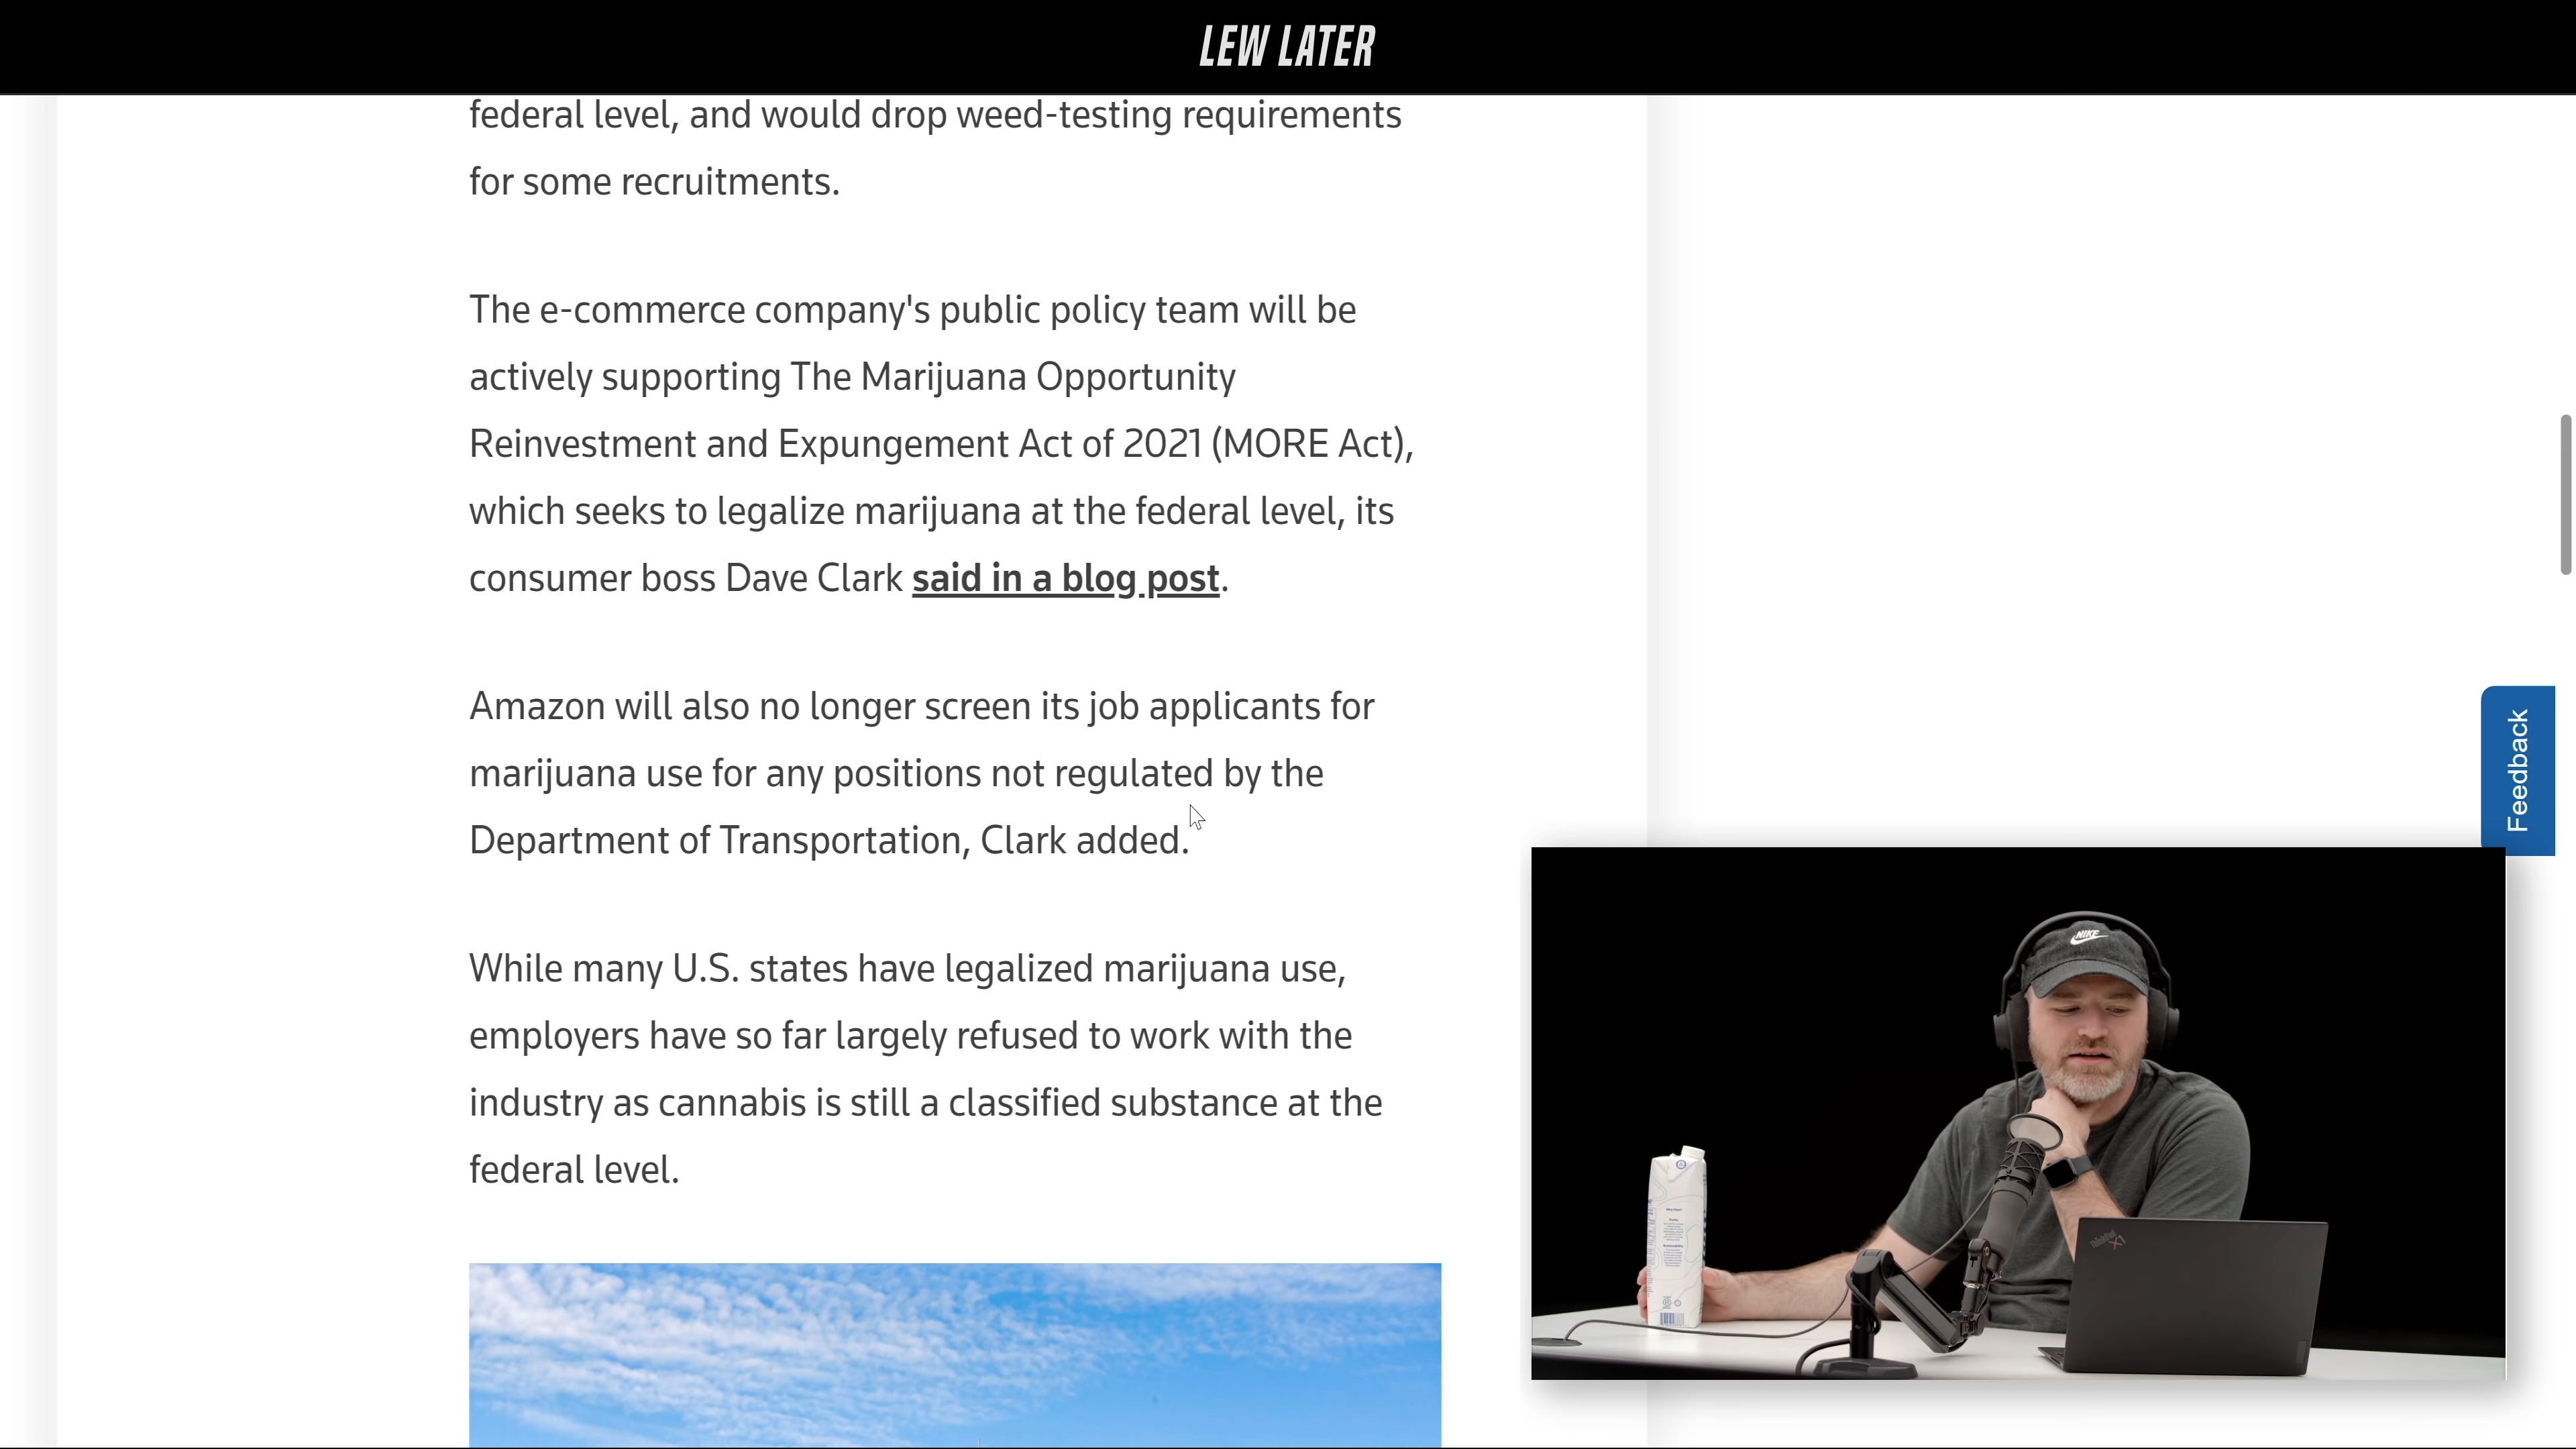 LEW LATER
federal level, and would drop weed-testing requirements
for some recruitments.
The e-commerce company's public policy team will be
actively supporting The Marijuana Opportunity
Reinvestment and Expungement Act of 2021 (MORE Act),
which seeks to legalize marijuana at the federal level, its
consumer boss Dave Clark said in a blog post.
Amazon will also no longer screen its job applicants for
marijuana use for any positions not regulated by the
Department of Transportation, Clark added.
While many U.S. states have legalized marijuana use,
employers have so far largely refused to work with the
industry as cannabis is still a classified substance at the
federal level.
Feedback
NIKE
ThinkPad
X1